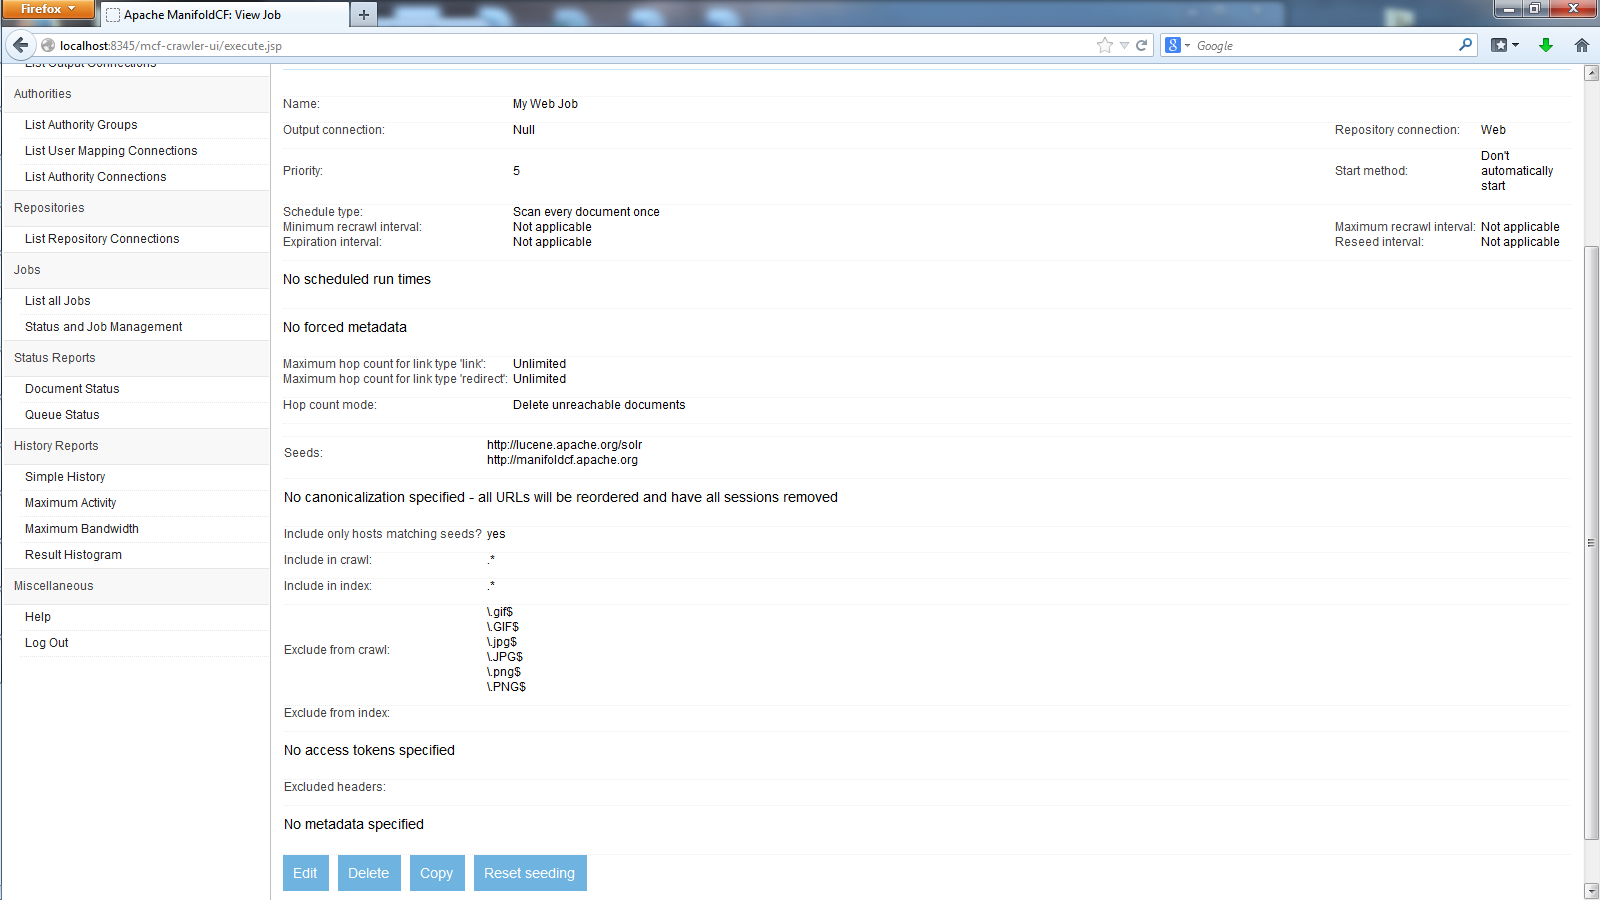 Firefox
Apache ManifoldCF: View Job
localhost:8345/mcf-crawler-ui/execute.jsp
Google
List Output Connections
Authorities
List Authority Groups
List User Mapping Connections
List Authority Connections
Repositories
List Repository Connections
Jobs
List all Jobs
Status and Job Management
Status Reports
Document Status
Queue Status
History Reports
Simple History
Maximum Activity
Maximum Bandwidth
Result Histogram
Miscellaneous
Help
Log Out
Name: My Web Job
Output connection: Null Repository connection: Web
Priority: 5 Start method: Don't
automatically
start
Schedule type: Scan every document once
Minimum recrawl interval: Not applicable Maximum recrawl interval: Not applicable
Expiration interval: Not applicable Reseed interval: Not applicable
No scheduled run times
No forced metadata
Maximum hop count for link type 'link': Unlimited
Maximum hop count for link type 'redirect': Unlimited
Hop count mode: Delete unreachable documents
Seeds: http://lucene.apache.org/solr
http://manifoldcf.apache.org
No canonicalization specified - all URLs will be reordered and have all sessions removed
Include only hosts matching seeds? yes
Include in crawl: .*
Include in index: .*
Exclude from crawl: \.gif$
\.GIF$
\.jpg$
\.JPG$
\.png$
\.PNG$
Exclude from index:
No access tokens specified
Excluded headers:
No metadata specified
Edit Delete Copy Reset seeding